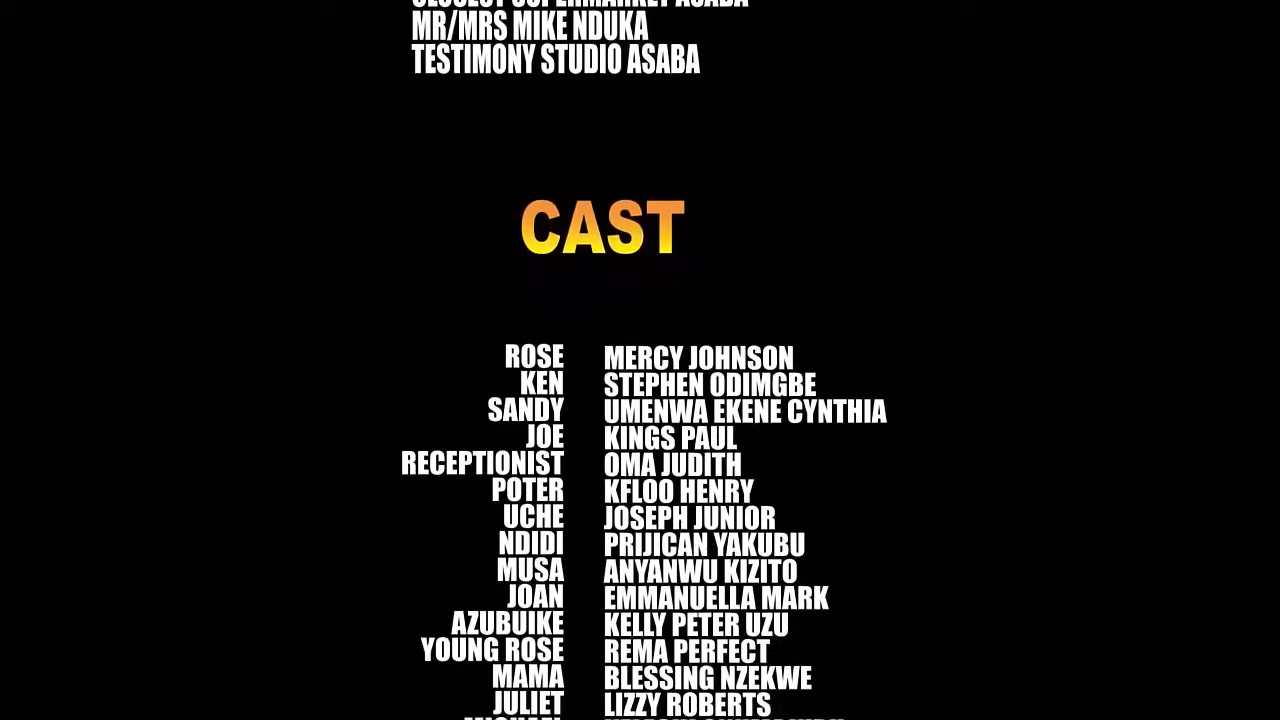 SUPERMARKET ASABA
MR/MRS MIKE NDUKA
TESTIMONY STUDIO ASABA
CAST
ROSE MERCY JOHNSON
KEN STEPHEN ODIMGBE
SANDY UMENWA EKENE CYNTHIA
JOE KINGS PAUL
RECEPTIONIST OMA JUDITH
POTER KFLOO HENRY
UCHE JOSEPH JUNIOR
NDIDI PRIJICAN YAKUBU
MUSA ANYANWU KIZITO
JOAN EMMANUELLA MARK
AZUBUIKE KELLY PETER UZU
YOUNG ROSE REMA PERFECT
MAMA BLESSING NZEKWE
JULIET LIZZY ROBERTS